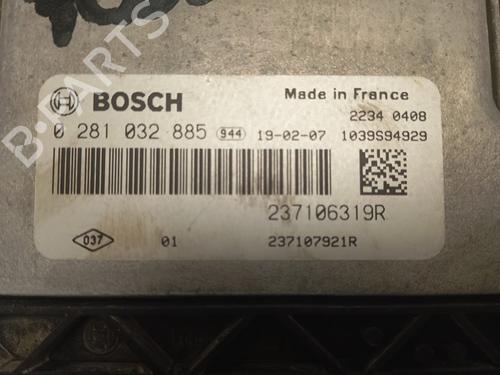 B-PARTS
BOSCH
Made in France
2234 0408
0 281 032 885 944 19-02-07 1039S94929
237106319R
037 01 237107921R